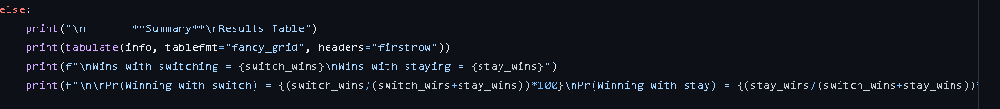 else:
    print("\n       **Summary**\nResults Table")
    print(tabulate(info, tablefmt="fancy_grid", headers="firstrow"))
    print(f"\nWins with switching = {switch_wins}\nWins with staying = {stay_wins}")
    print(f"\n\nPr(Winning with switch) = {(switch_wins/(switch_wins+stay_wins))*100}\nPr(Winning with stay) = {(stay_wins/(switch_wins+stay_wins))*